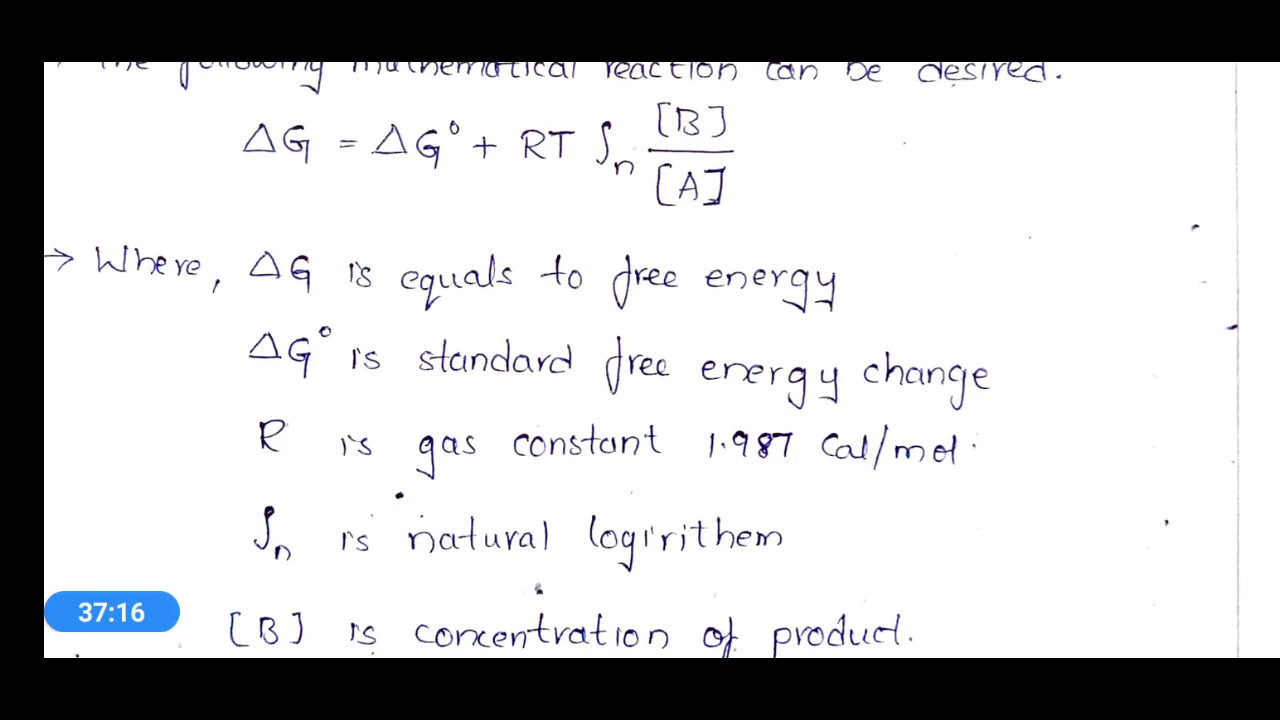 The following mathematical reaction can be desired.
ΔG = ΔG° + RT ∫n [B]/[A]
→ Where, ΔG is equals to free energy
ΔG° is standard free energy change
R is gas constant 1.987 Cal/mol.
∫n is natural logirithem
37:16
[B] is concentration of product.